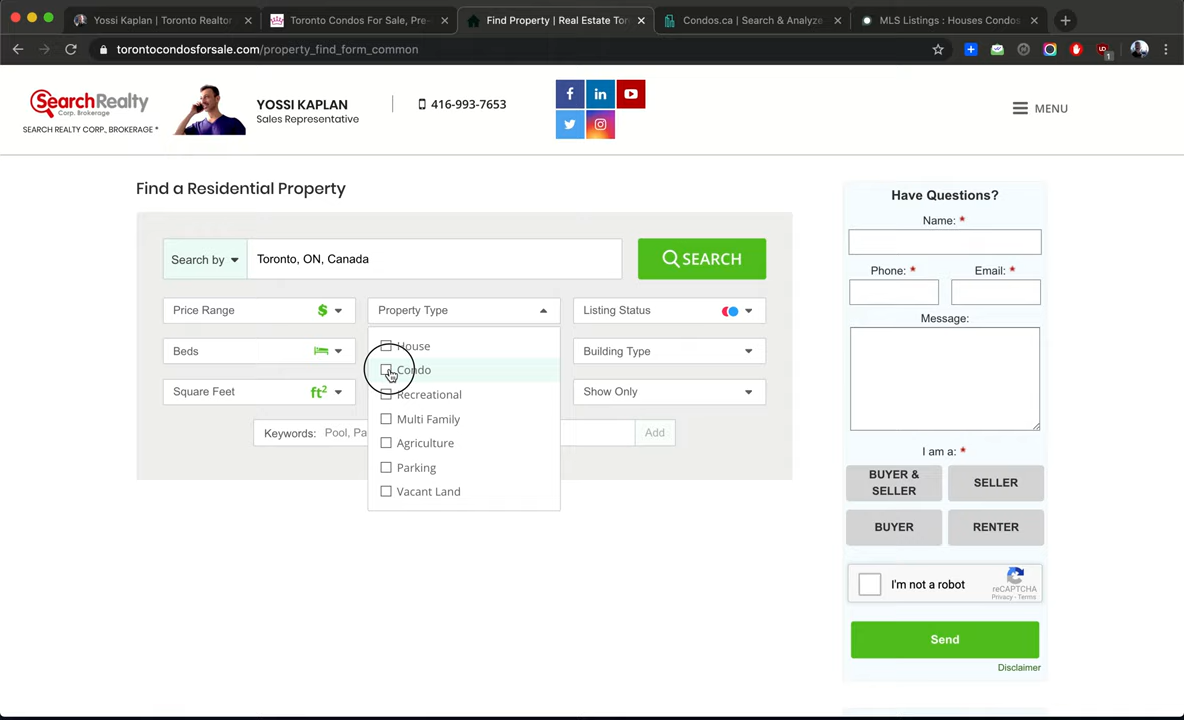 Yossi Kaplan | Toronto Realtor
Toronto Condos For Sale, Pre-
Find Property | Real Estate Tor
Condos.ca | Search & Analyze
MLS Listings : Houses Condos
torontocondosforsale.com/property_find_form_common
1
SearchRealty
Corp. Brokerage
SEARCH REALTY CORP., BROKERAGE *
YOSSI KAPLAN
Sales Representative
416-993-7653
MENU
Find a Residential Property
Search by
Toronto, ON, Canada
SEARCH
Price Range $
Property Type
Listing Status
House
Beds
Building Type
Condo
Square Feet ft²
Show Only
Recreational
Multi Family
Keywords: Pool, Pa
Add
Agriculture
Parking
Vacant Land
Have Questions?
Name: *
Phone: *
Email: *
Message:
I am a: *
BUYER &
SELLER
SELLER
BUYER
RENTER
I'm not a robot
reCAPTCHA
Privacy - Terms
Send
Disclaimer